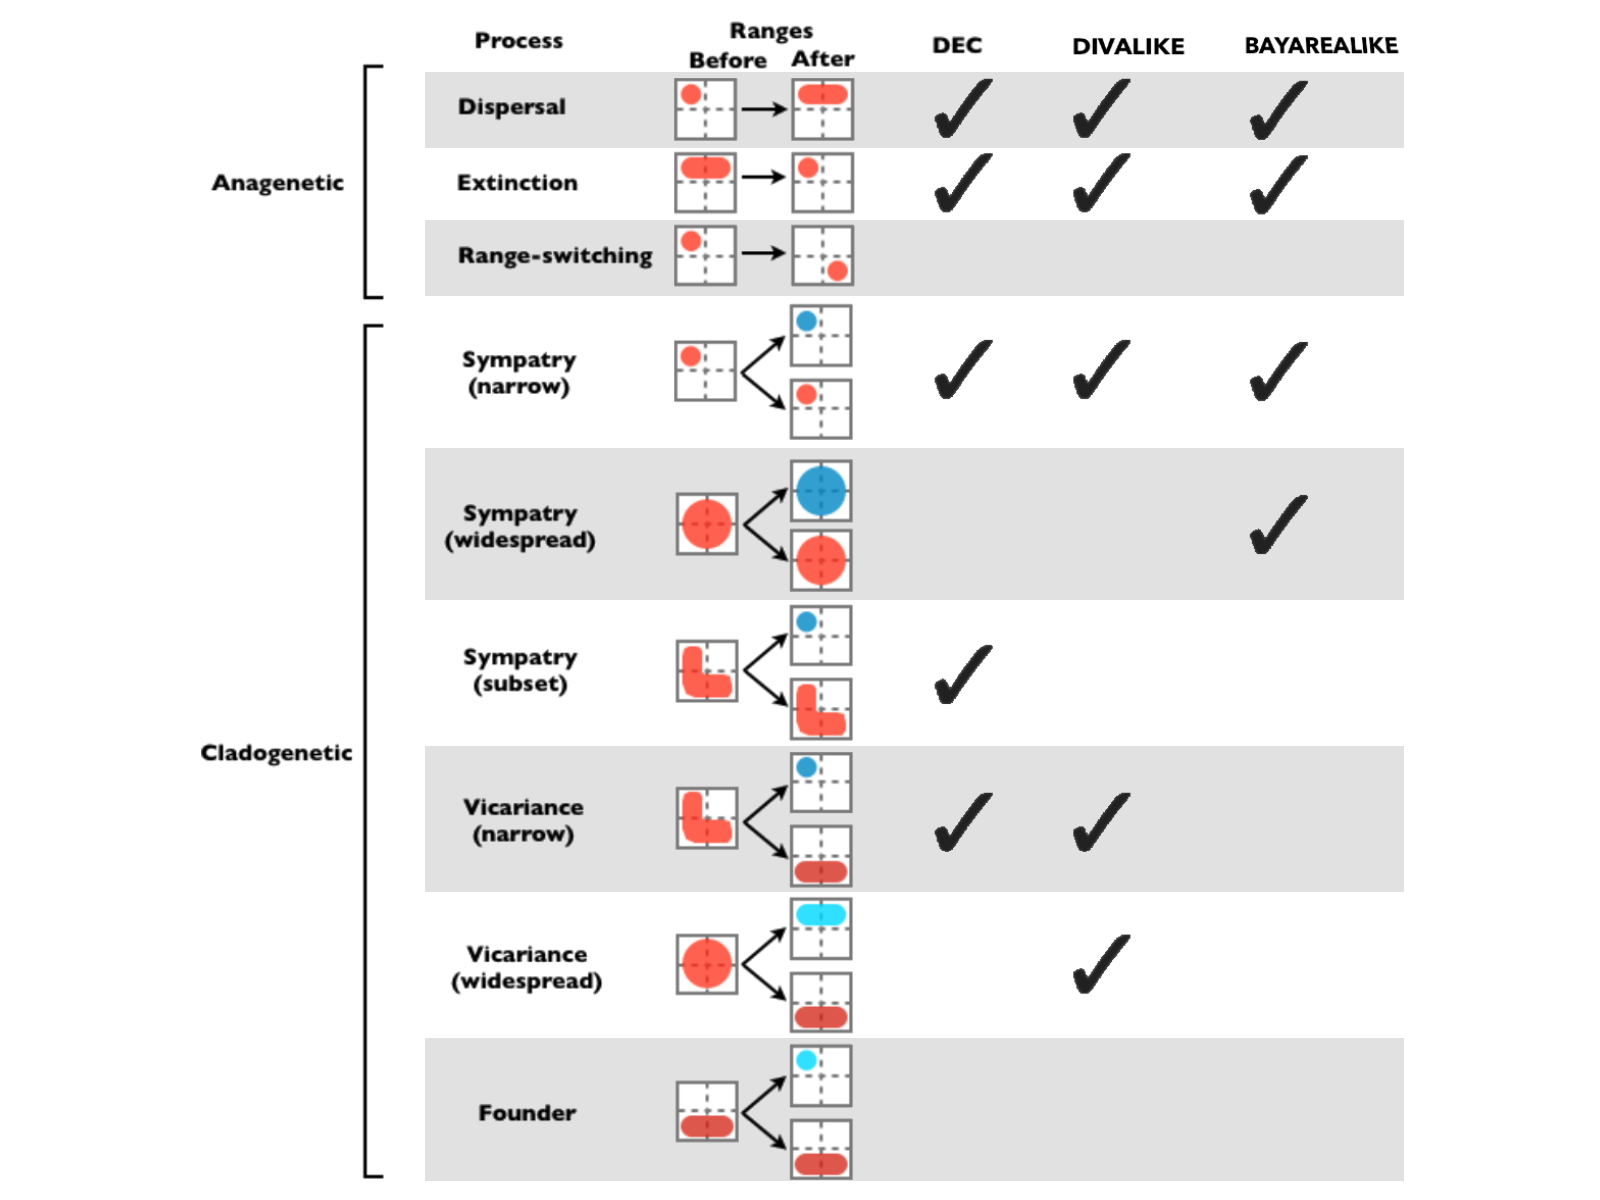 Process
Ranges
Before
After
DEC
DIVALIKE
BAYAREALIKE
Anagenetic
Dispersal
Extinction
Range-switching
Cladogenetic
Sympatry
(narrow)
Sympatry
(widespread)
Sympatry
(subset)
Vicariance
(narrow)
Vicariance
(widespread)
Founder